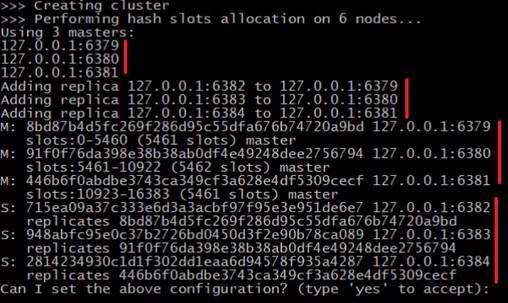 >>> Creating cluster
>>> Performing hash slots allocation on 6 nodes...
Using 3 masters:
127.0.0.1:6379
127.0.0.1:6380
127.0.0.1:6381
Adding replica 127.0.0.1:6382 to 127.0.0.1:6379
Adding replica 127.0.0.1:6383 to 127.0.0.1:6380
Adding replica 127.0.0.1:6384 to 127.0.0.1:6381
M: 8bd87b4d5fc269f286d95c55dfa676b74720a9bd 127.0.0.1:6379
slots:0-5460 (5461 slots) master
M: 91f0f76da398e38b38ab0df4e49248dee2756794 127.0.0.1:6380
slots:5461-10922 (5462 slots) master
M: 446b6f0abdbe3743ca349cf3a628e4df5309cecf 127.0.0.1:6381
slots:10923-16383 (5461 slots) master
S: 715ea09a37c333e6d3a3acbf97f95e3e951de6e7 127.0.0.1:6382
replicates 8bd87b4d5fc269f286d95c55dfa676b74720a9bd
S: 948abfc95e0c37b2726bd0450d3f2e90b78ca089 127.0.0.1:6383
replicates 91f0f76da398e38b38ab0df4e49248dee2756794
S: 2814234930c1d1f302dd1eaa6d94578f935a4287 127.0.0.1:6384
replicates 446b6f0abdbe3743ca349cf3a628e4df5309cecf
Can I set the above configuration? (type 'yes' to accept):